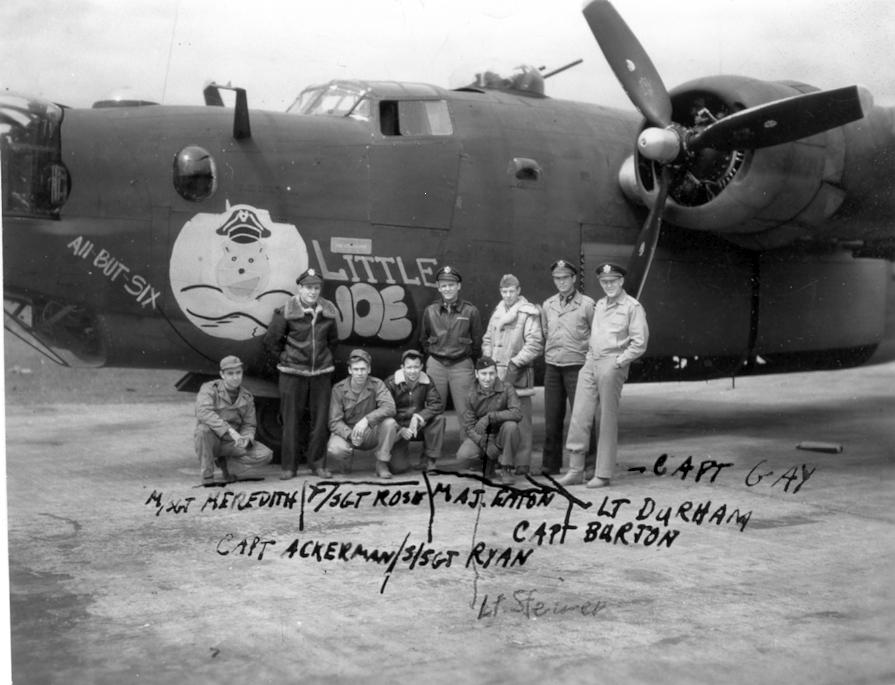 All-BUT-SIX
LITTLE
JOE
M/SGT MEREDITH T/SGT ROSE MAJ. EATON
CAPT GAY
LT DURHAM
CAPT BURTON
CAPT ACKERMAN S/SGT RYAN
Lt. Steiner